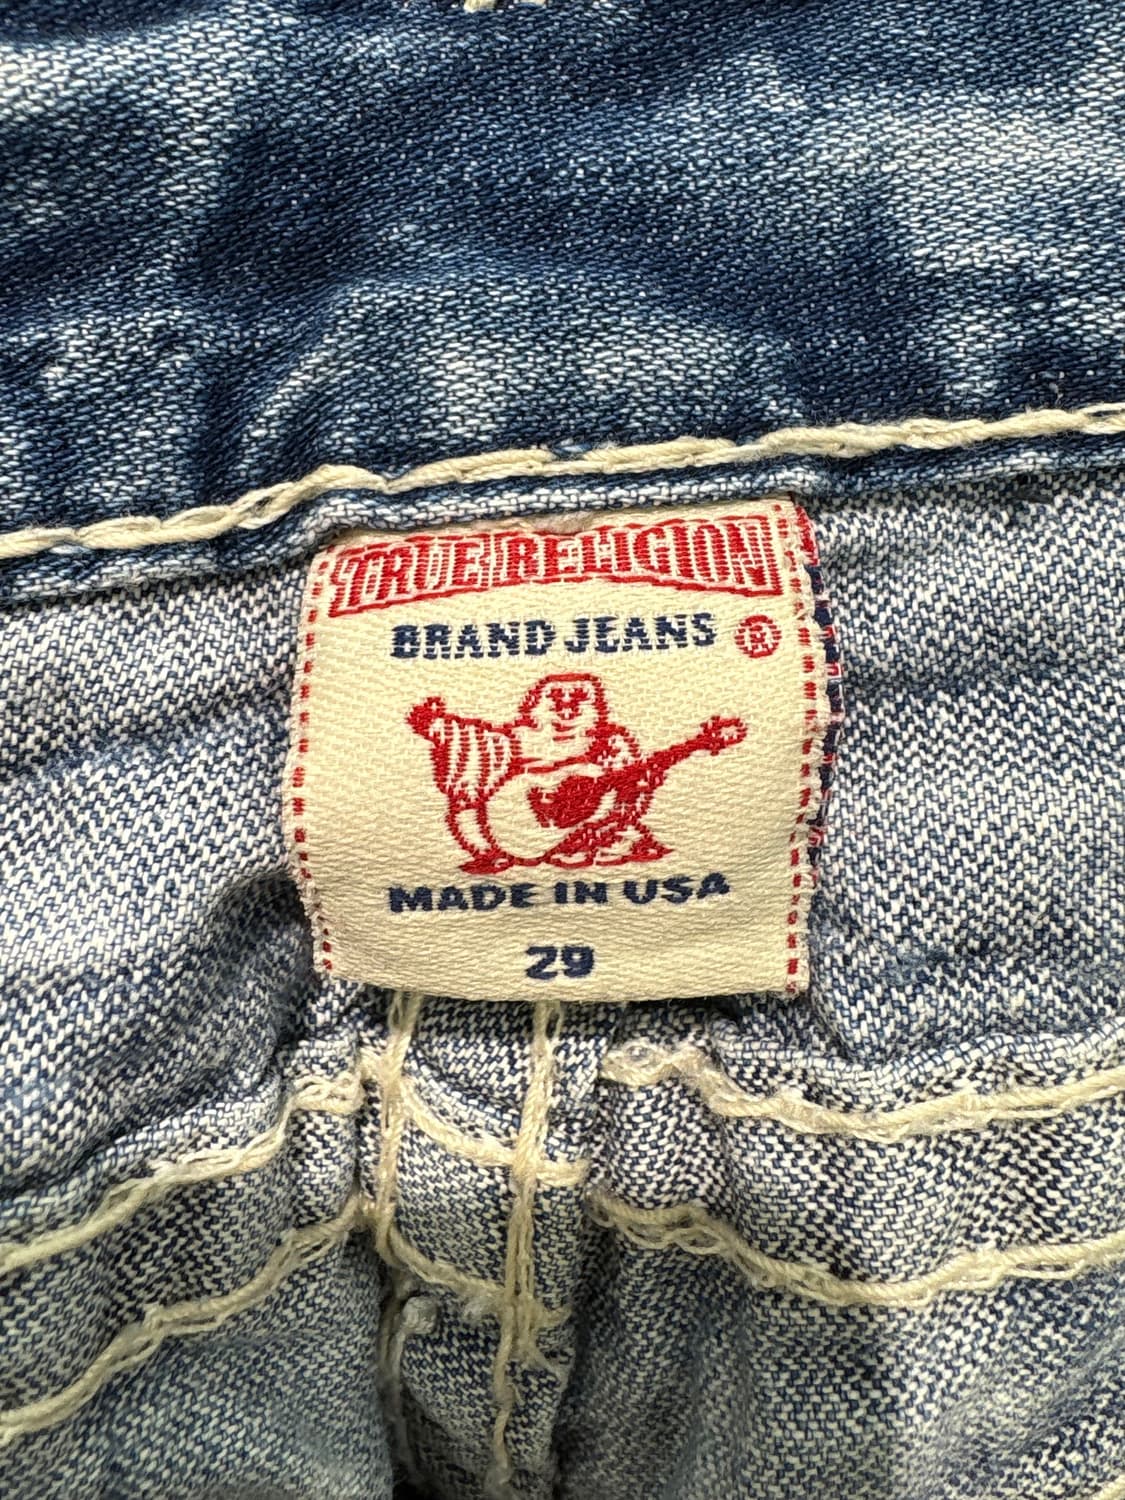 TRUE RELIGION
BRAND JEANS ®
MADE IN USA
29